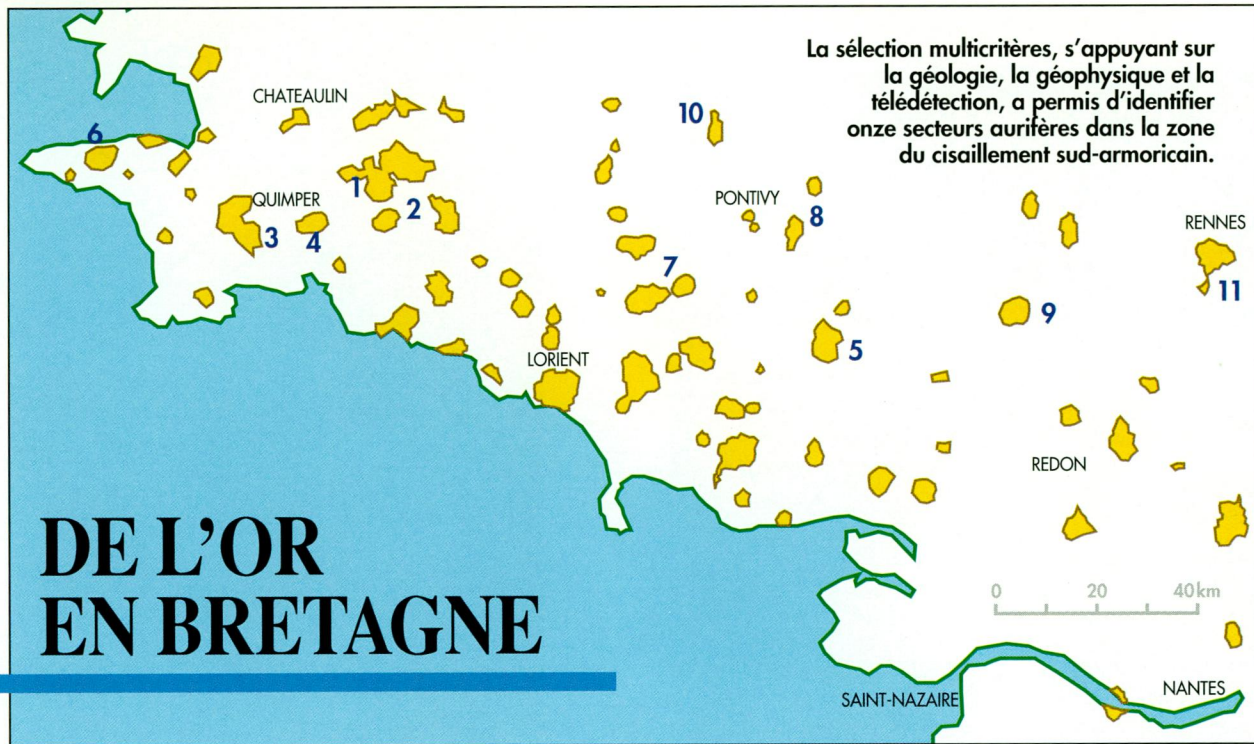 La sélection multicritères, s'appuyant sur
la géologie, la géophysique et la
télédétection, a permis d'identifier
onze secteurs aurifères dans la zone
du cisaillement sud-armoricain.
CHATEAULIN
10
6
1
QUIMPER
2
PONTIVY
8
RENNES
3
4
7
11
9
5
LORIENT
REDON
DE L'OR
EN BRETAGNE
0 20 40 km
SAINT-NAZAIRE
NANTES